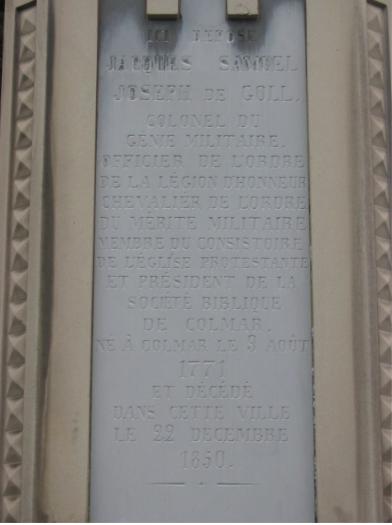 ICI REPOSE
JACQUES SAMUEL
JOSEPH DE GOLL.
COLONEL DU
GÉNIE MILITAIRE.
OFFICIER DE L'ORDRE
DE LA LÉGION D'HONNEUR
CHEVALIER DE L'ORDRE
DU MÉRITE MILITAIRE
MEMBRE DU CONSISTOIRE
DE L'ÉGLISE PROTESTANTE
ET PRÉSIDENT DE LA
SOCIÉTÉ BIBLIQUE
DE COLMAR.
NÉ À COLMAR LE 3 AOÛT
1771
ET DÉCÉDÉ
DANS CETTE VILLE
LE 22 DÉCEMBRE
1850.